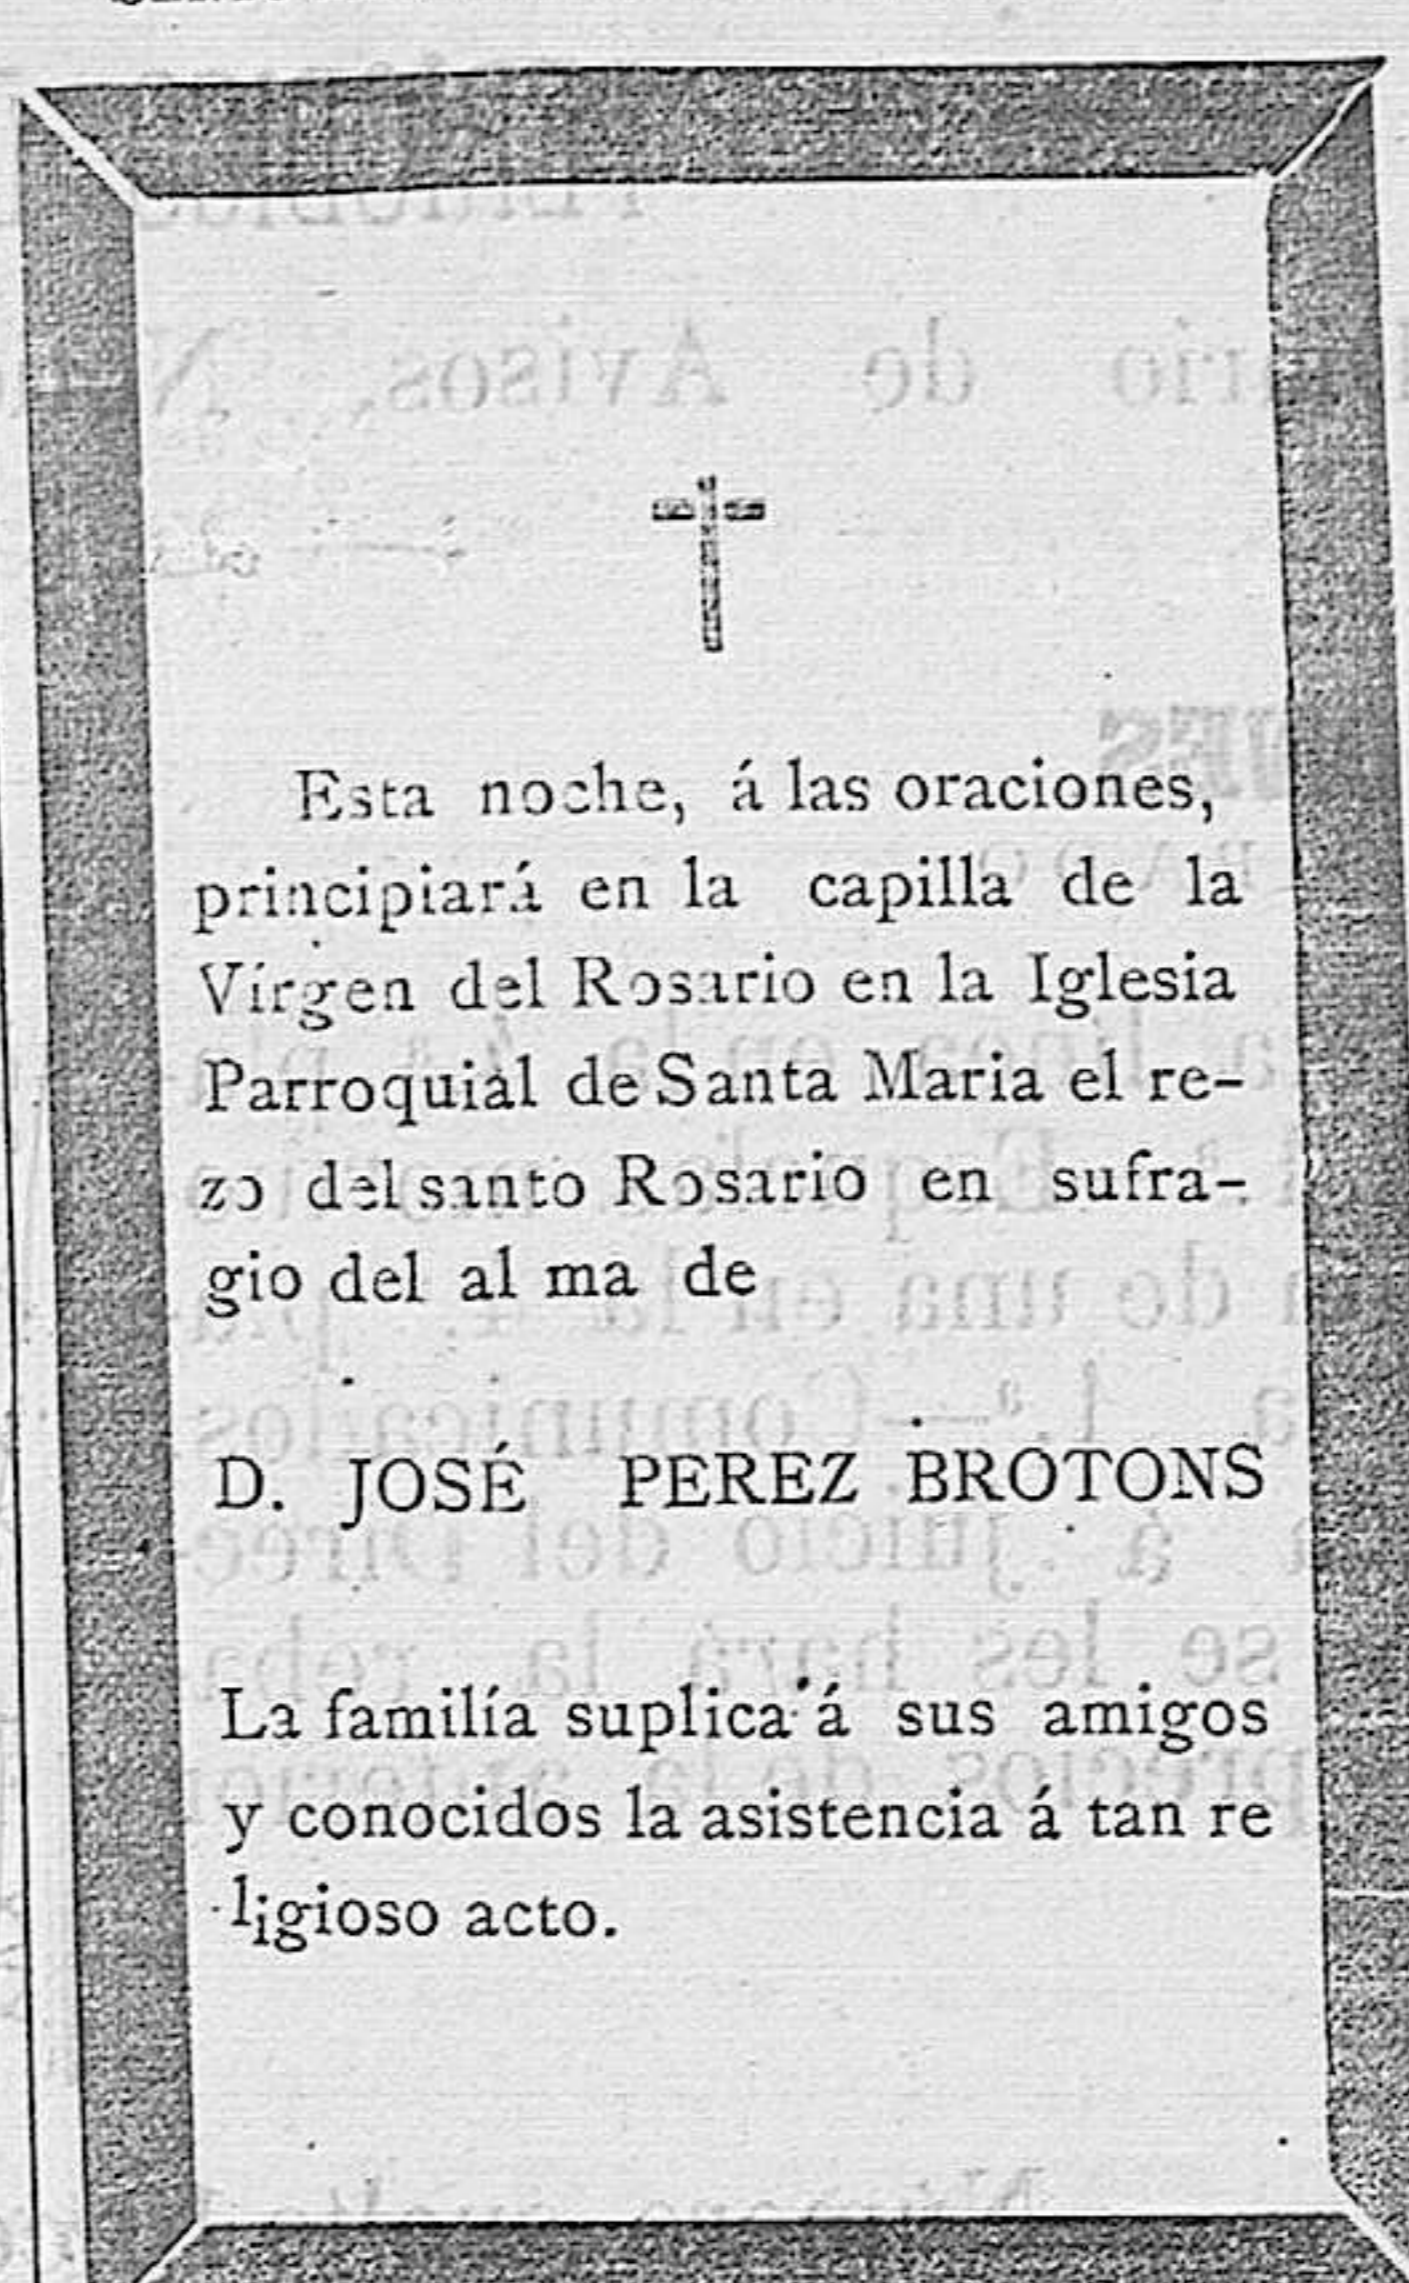 Esta noche, á las oraciones,
principiará en la capilla de la
Vírgen del Rosario en la Iglesia
Parroquial de Santa Maria el re-
zo del santo Rosario en sufra-
gio del al ma de
D. JOSÉ PEREZ BROTONS
La familía suplica á sus amigos
y conocidos la asistencia á tan re
ligioso acto.